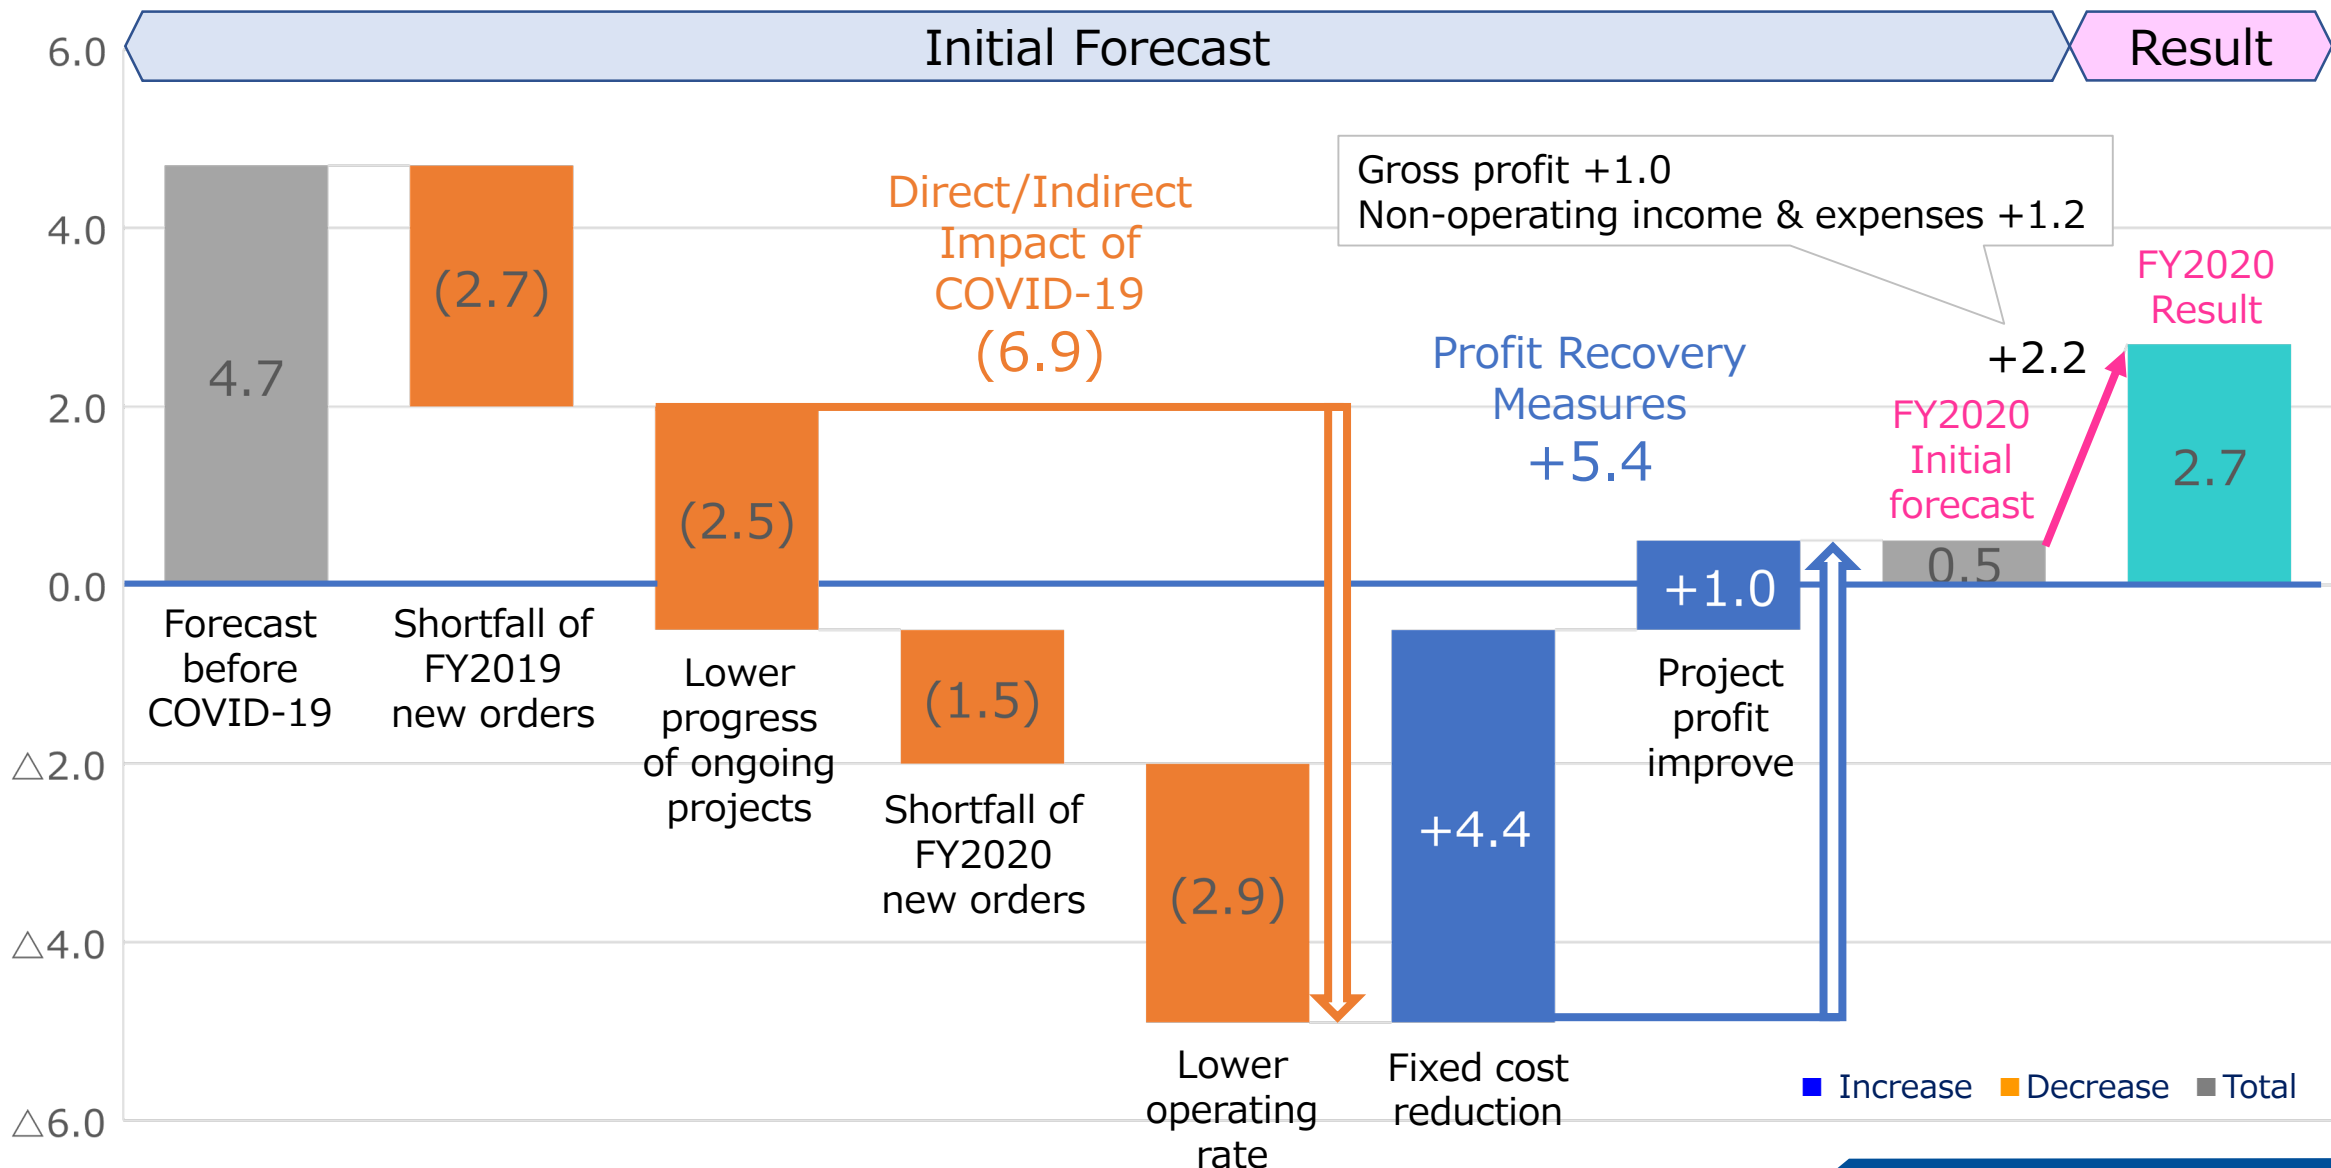 Initial Forecast
Result
6.0
4.0
2.0
0.0
△2.0
△4.0
△6.0
4.7
Forecast
before
COVID-19
(2.7)
Shortfall of
FY2019
new orders
(2.5)
Lower
progress
of ongoing
projects
Direct/Indirect
Impact of
COVID-19
(6.9)
(1.5)
Shortfall of
FY2020
new orders
(2.9)
Lower
operating
rate
+4.4
Fixed cost
reduction
Profit Recovery
Measures
+5.4
+1.0
Project
profit
improve
Gross profit +1.0
Non-operating income & expenses +1.2
+2.2
FY2020
Initial
forecast
0.5
FY2020
Result
2.7
Increase
Decrease
Total